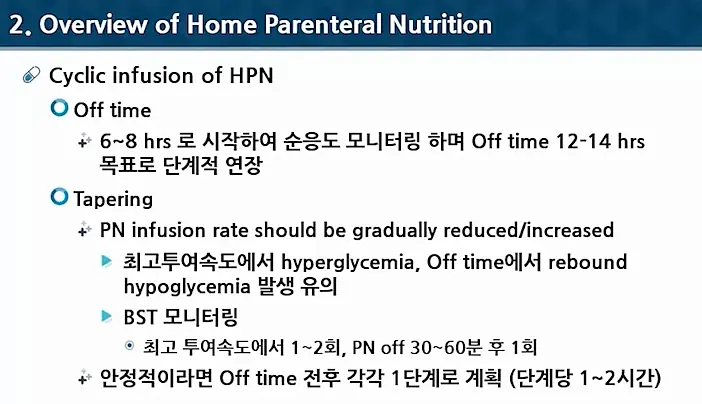 2. Overview of Home Parenteral Nutrition
Cyclic infusion of HPN
Off time
6~8 hrs 로 시작하여 순응도 모니터링 하며 Off time 12-14 hrs
목표로 단계적 연장
Tapering
PN infusion rate should be gradually reduced/increased
최고투여속도에서 hyperglycemia, Off time에서 rebound
hypoglycemia 발생 유의
BST 모니터링
최고 투여속도에서 1~2회, PN off 30~60분 후 1회
안정적이라면 Off time 전후 각각 1단계로 계획 (단계당 1~2시간)